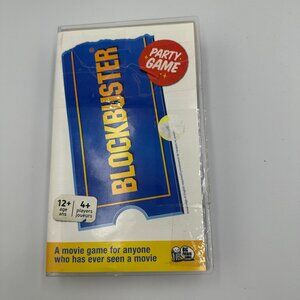 PARTY
GAME
BLOCKBUSTER®
12+
age
ans
4+
players
joueurs
A movie game for anyone
who has ever seen a movie